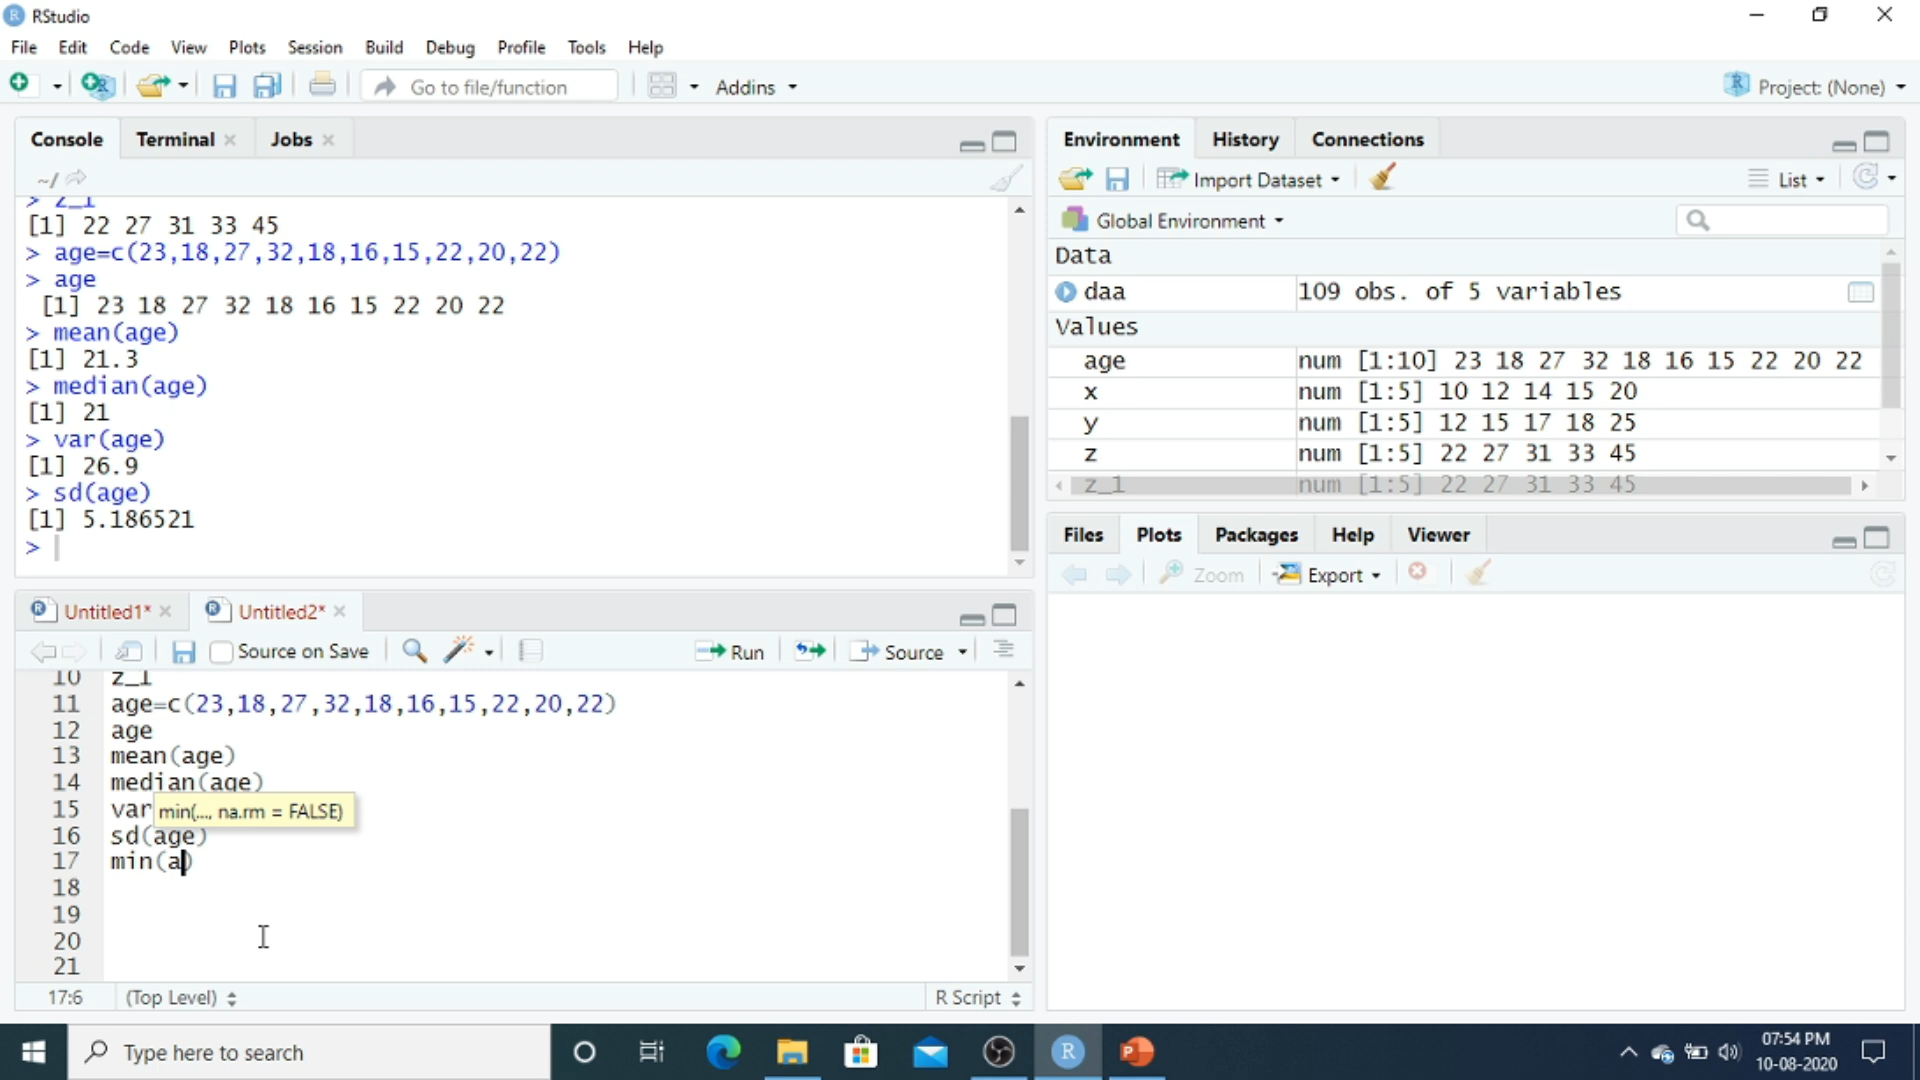 RStudio
File Edit Code View Plots Session Build Debug Profile Tools Help
Go to file/function Addins Project: (None)
Console Terminal Jobs
~/
> z_1
[1] 22 27 31 33 45
> age=c(23,18,27,32,18,16,15,22,20,22)
> age
[1] 23 18 27 32 18 16 15 22 20 22
> mean(age)
[1] 21.3
> median(age)
[1] 21
> var(age)
[1] 26.9
> sd(age)
[1] 5.186521
>
Untitled1* Untitled2*
Source on Save Run Source
10 z_1
11 age=c(23,18,27,32,18,16,15,22,20,22)
12 age
13 mean(age)
14 median(age)
15 var min(..., na.rm = FALSE)
16 sd(age)
17 min(a)
18
19
20
21
17:6 (Top Level) R Script
Environment History Connections
Import Dataset List
Global Environment
Data
daa 109 obs. of 5 variables
Values
age num [1:10] 23 18 27 32 18 16 15 22 20 22
x num [1:5] 10 12 14 15 20
y num [1:5] 12 15 17 18 25
z num [1:5] 22 27 31 33 45
z_1 num [1:5] 22 27 31 33 45
Files Plots Packages Help Viewer
Zoom Export
Type here to search
07:54 PM
10-08-2020